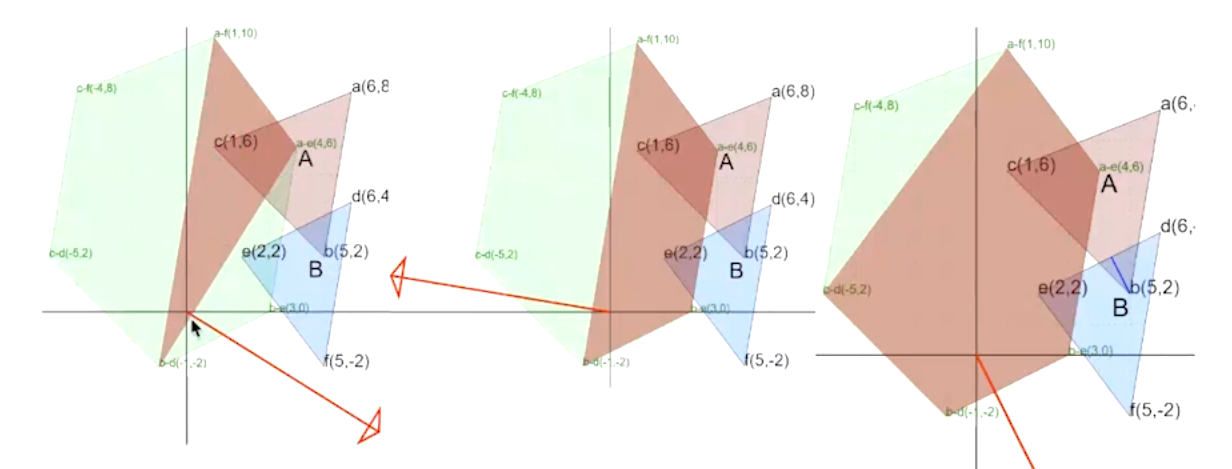 a-f(1,10)
c-f(-4,8)
a(6,8
c(1,6)
a-e(4,6)
A
d(6,4
e(2,2)
b(5,2)
c-d(-5,2)
B
b-e(3,0)
b-d(-1,-2)
f(5,-2)
a-f(1,10)
c-f(-4,8)
a(6,8)
c(1,6)
a-e(4,6)
A
d(6,4)
e(2,2)
b(5,2)
c-d(-5,2)
B
b-e(3,0)
b-d(-1,-2)
f(5,-2)
a-f(1,10)
c-f(-4,8)
a(6,
c(1,6)
a-e(4,6)
A
d(6,
e(2,2)
b(5,2)
c-d(-5,2)
B
b-e(3,0)
b-d(-1,-2)
f(5,-2)